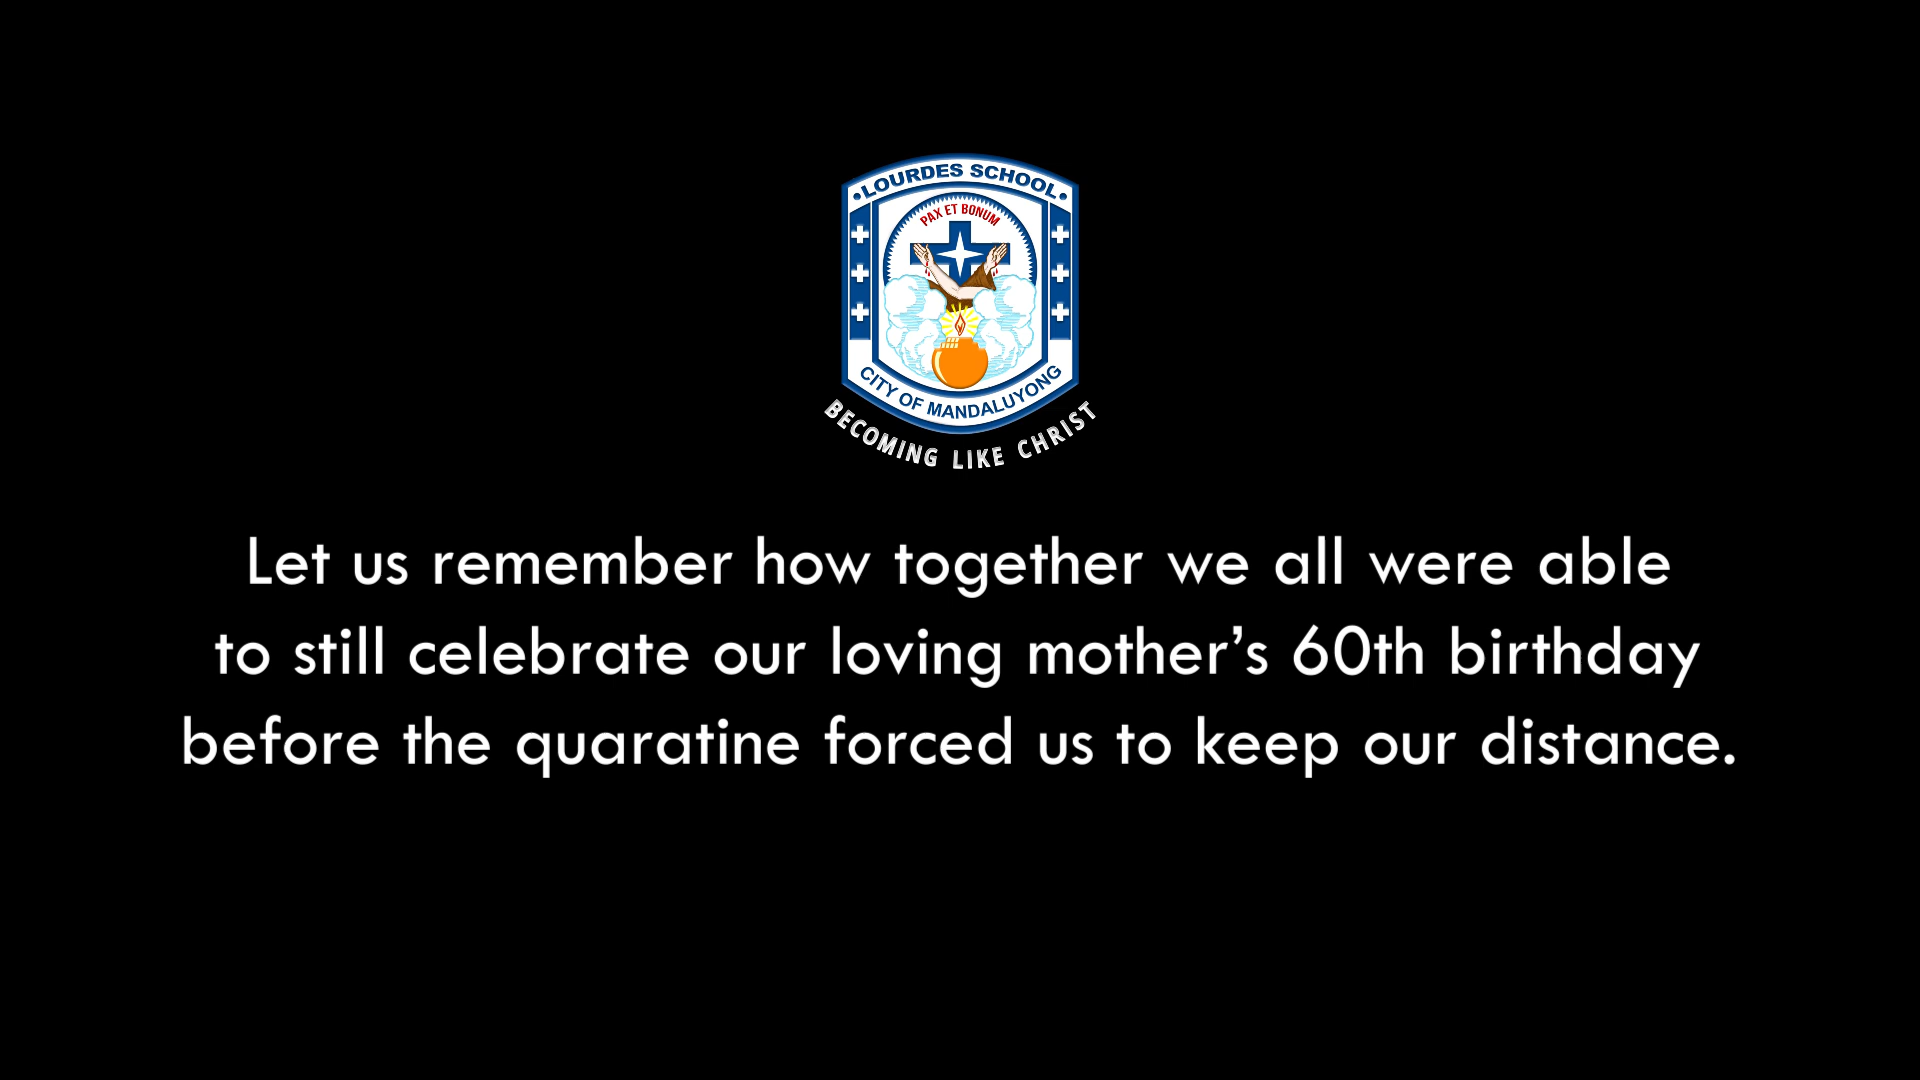 LOURDES SCHOOL
PAX ET BONUM
CITY OF MANDALUYONG
BECOMING LIKE CHRIST
Let us remember how together we all were able
to still celebrate our loving mother’s 60th birthday
before the quaratine forced us to keep our distance.